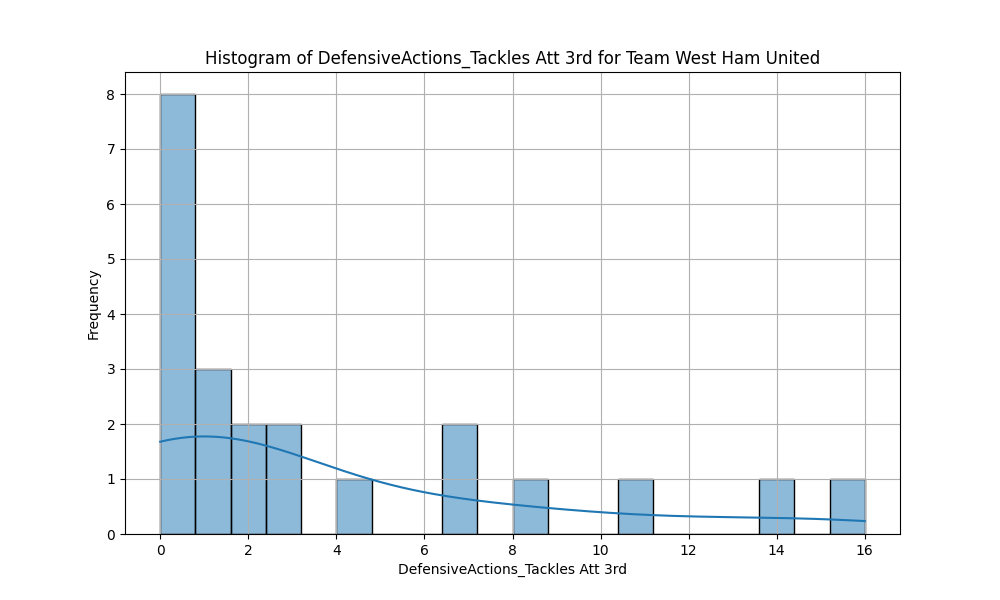 Histogram of DefensiveActions_Tackles Att 3rd for Team West Ham United
8
7
6
5
4
3
2
1
0
Frequency
0 2 4 6 8 10 12 14 16
DefensiveActions_Tackles Att 3rd